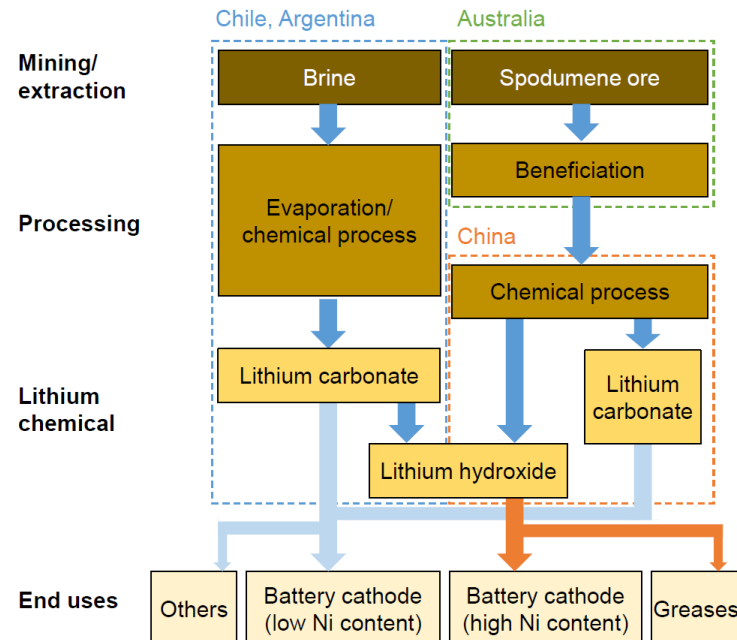 Chile, Argentina
Australia
Mining/
extraction
Brine
Spodumene ore
Beneficiation
Processing
Evaporation/
chemical process
China
Chemical process
Lithium
chemical
Lithium carbonate
Lithium
carbonate
Lithium hydroxide
End uses
Others
Battery cathode
(low Ni content)
Battery cathode
(high Ni content)
Greases